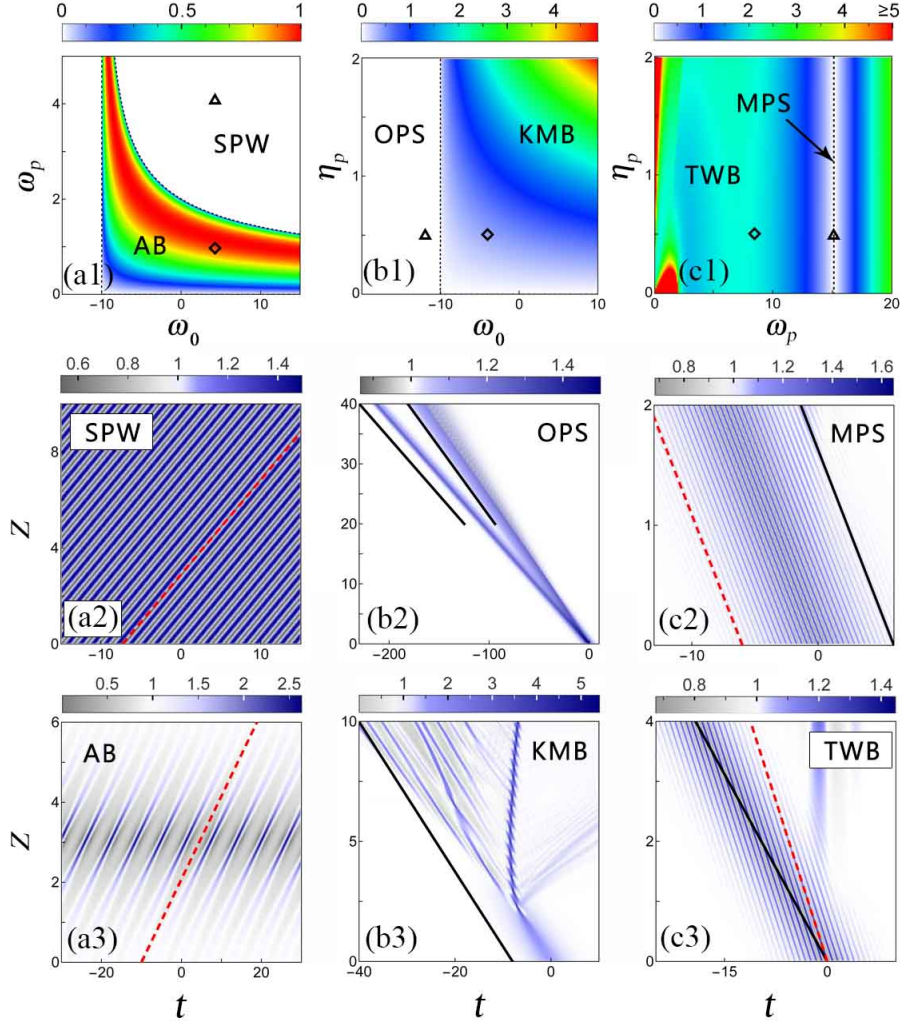 0 0.5 1
0 1 2 3 4
0 1 2 3 4 ≥5
ω_p
4
2
0
SPW
AB
(a1)
−10 0 10
ω_0
η_p
2
1
0
OPS
KMB
(b1)
−10 0 10
ω_0
η_p
2
1
0
MPS
TWB
(c1)
0 10 20
ω_p
0.6 0.8 1 1.2 1.4
1 1.2 1.4
0.8 1 1.2 1.4 1.6
Z
8
4
0
SPW
(a2)
−10 0 10
40
30
20
10
0
OPS
(b2)
−200 −100 0
2
1
0
MPS
(c2)
−10 0
0.5 1 1.5 2 2.5
1 2 3 4 5
0.8 1 1.2 1.4
Z
6
4
2
0
AB
(a3)
−20 0 20
t
10
5
0
KMB
(b3)
−40 −20 0
t
4
3
2
1
0
TWB
(c3)
−15 0
t